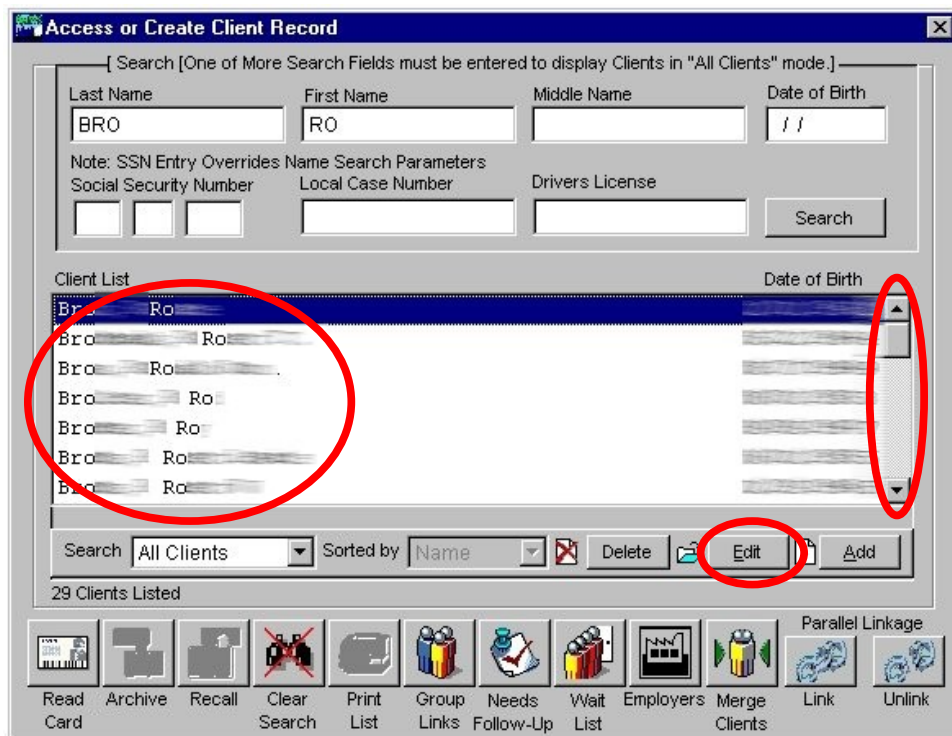 Access or Create Client Record
[ Search [One of More Search Fields must be entered to display Clients in "All Clients" mode.]
Last Name First Name Middle Name Date of Birth
BRO RO / /
Note: SSN Entry Overrides Name Search Parameters
Social Security Number Local Case Number Drivers License
Search
Client List Date of Birth
Bro Ro
Bro Ro
Bro Ro
Bro Ro
Bro Ro
Bro Ro
Bro Ro
Search All Clients Sorted by Name Delete Edit Add
29 Clients Listed
Parallel Linkage
Read Card Archive Recall Clear Search Print List Group Links Needs Follow-Up Wait List Employers Merge Clients Link Unlink